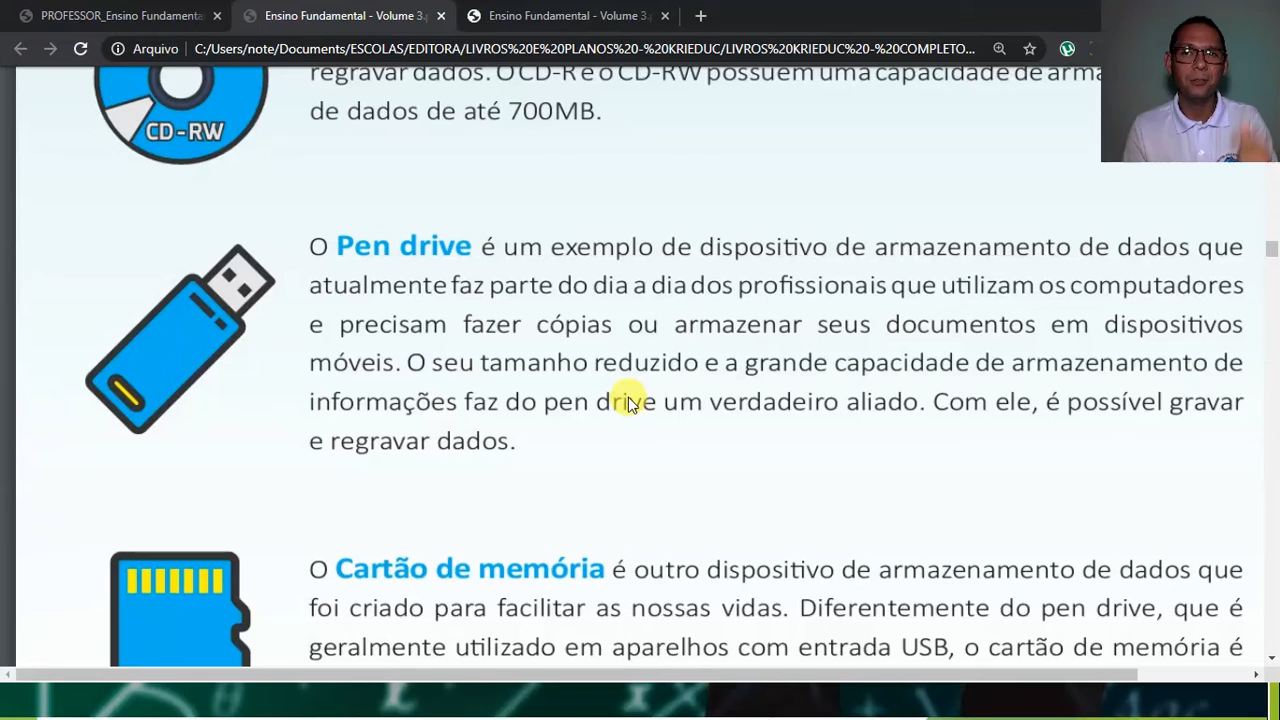 PROFESSOR_Ensino Fundamenta
Ensino Fundamental - Volume 3.
Ensino Fundamental - Volume 3.
Arquivo
C:/Users/note/Documents/ESCOLAS/EDITORA/LIVROS%20E%20PLANOS%20-%20KRIEDUC/LIVROS%20KRIEDUC%20-%20COMPLETO...
regravar dados. O CD-R e o CD-RW possuem uma capacidade de
de dados de até 700MB.
CD-RW
O Pen drive é um exemplo de dispositivo de armazenamento de dados que
atualmente faz parte do dia a dia dos profissionais que utilizam os computadores
e precisam fazer cópias ou armazenar seus documentos em dispositivos
móveis. O seu tamanho reduzido e a grande capacidade de armazenamento de
informações faz do pen drive um verdadeiro aliado. Com ele, é possível gravar
e regravar dados.
O Cartão de memória é outro dispositivo de armazenamento de dados que
foi criado para facilitar as nossas vidas. Diferentemente do pen drive, que é
geralmente utilizado em aparelhos com entrada USB, o cartão de memória é